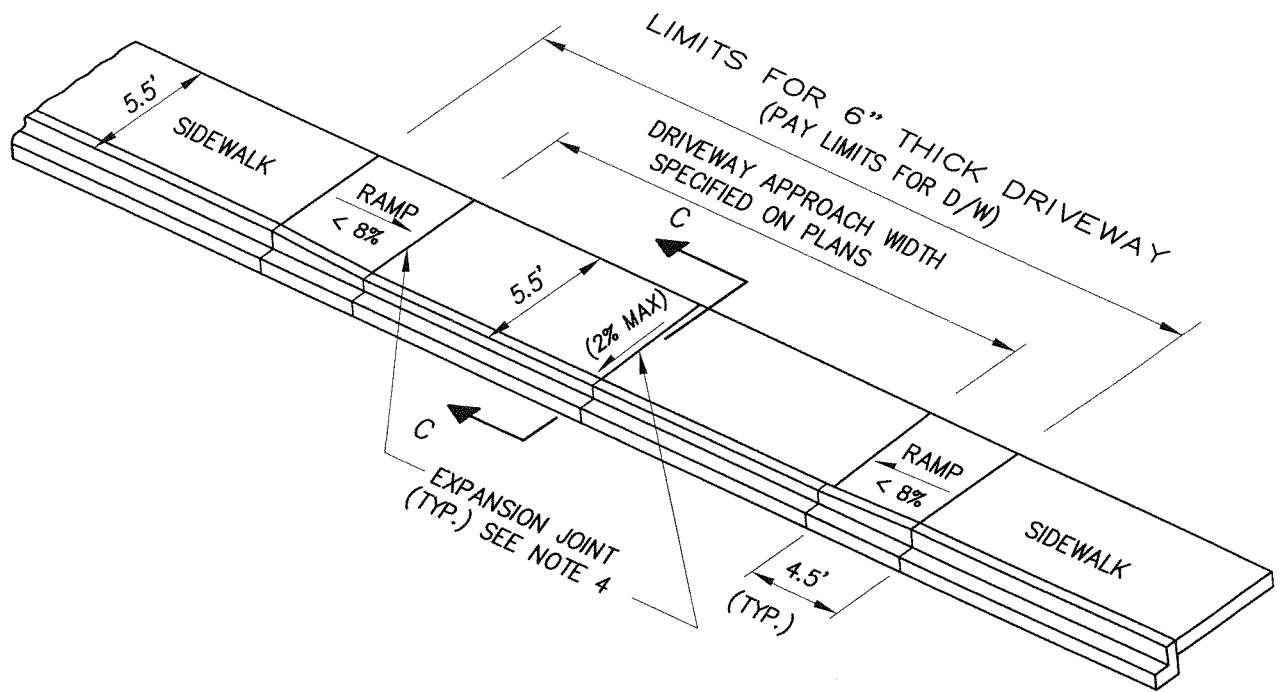 LIMITS FOR 6" THICK DRIVEWAY
(PAY LIMITS FOR D/W)
DRIVEWAY APPROACH WIDTH
SPECIFIED ON PLANS
5.5'
SIDEWALK
RAMP
< 8%
C
5.5'
(2% MAX)
C
EXPANSION JOINT
(TYP.) SEE NOTE 4
RAMP
< 8%
SIDEWALK
4.5'
(TYP.)